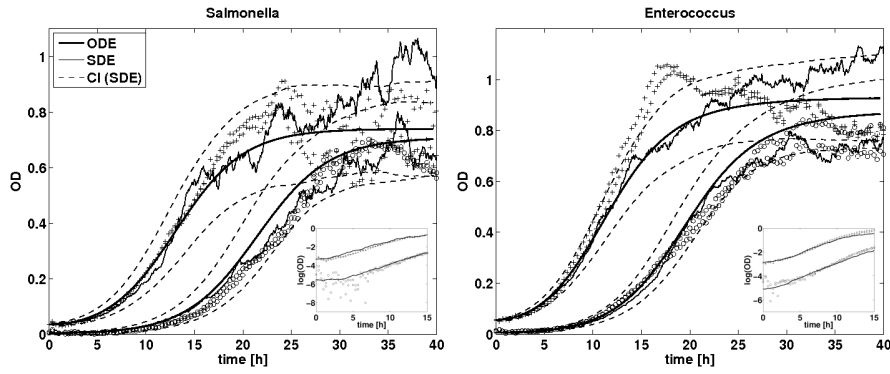 Salmonella
ODE
SDE
CI (SDE)
OD
1
0.8
0.6
0.4
0.2
0
0 5 10 15 20 25 30 35 40
time [h]
log(OD)
0
-2
-4
-6
-8
0 5 10 15
time [h]
Enterococcus
OD
1
0.8
0.6
0.4
0.2
0
0 5 10 15 20 25 30 35 40
time [h]
log(OD)
0
-2
-4
-6
0 5 10 15
time [h]